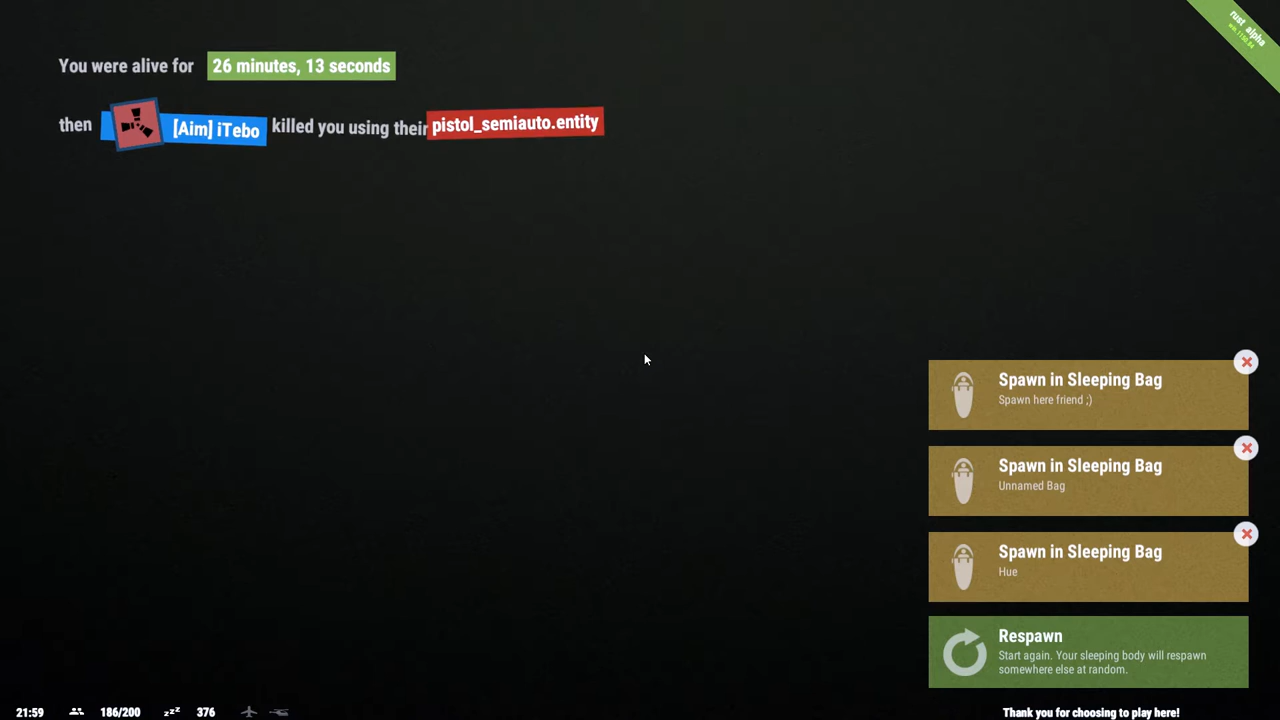 You were alive for 26 minutes, 13 seconds
then [Aim] iTebo killed you using their pistol_semiauto.entity
rust alpha
Spawn in Sleeping Bag
Spawn here friend ;)
Spawn in Sleeping Bag
Unnamed Bag
Spawn in Sleeping Bag
Hue
Respawn
Start again. Your sleeping body will respawn
somewhere else at random.
21:59 186/200 zzz 376
Thank you for choosing to play here!